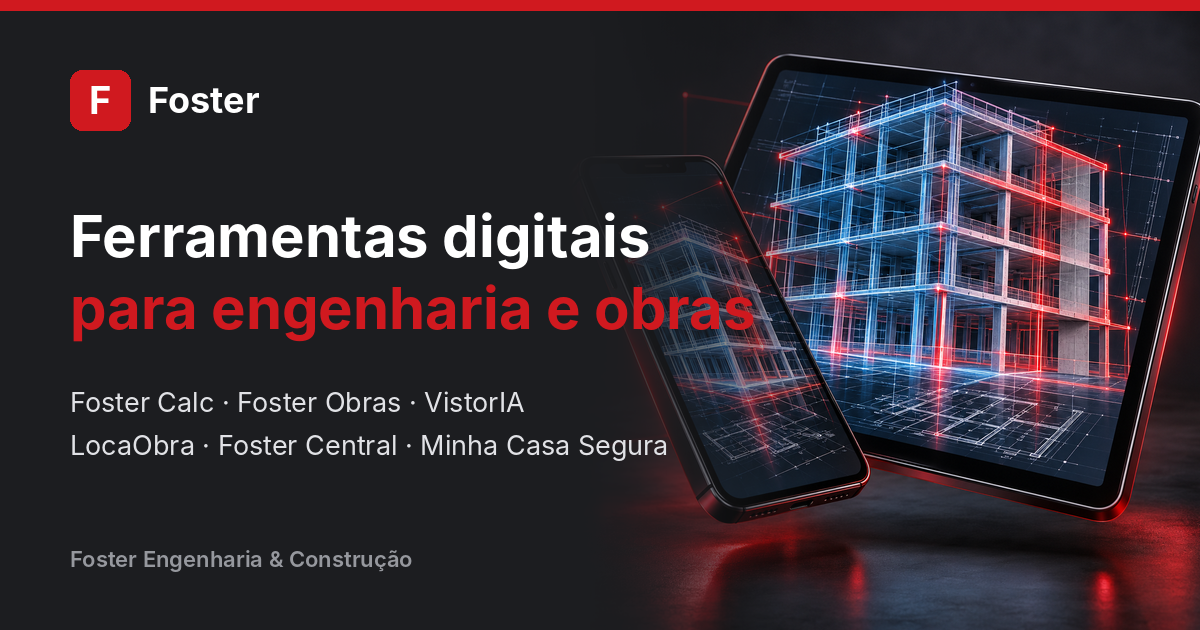 F Foster
Ferramentas digitais
para engenharia e obras
Foster Calc · Foster Obras · VistorIA
LocaObra · Foster Central · Minha Casa Segura
Foster Engenharia & Construção